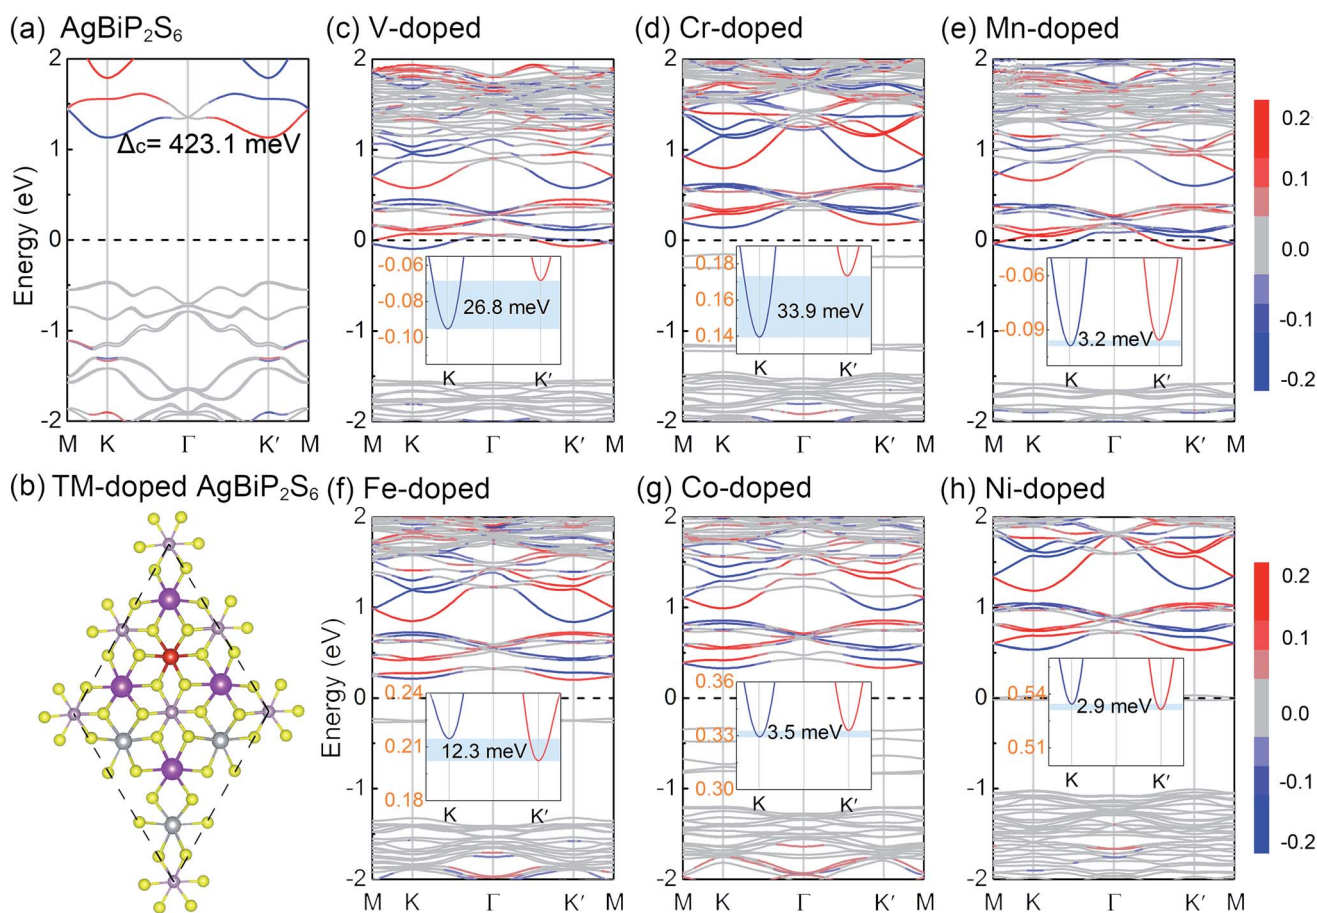 (a) AgBiP₂S₆
2
1
0
-1
-2
Energy (eV)
Δc= 423.1 meV
M K Γ K′ M
(c) V-doped
2
1
0
-1
-2
-0.06
-0.08
-0.10
26.8 meV
K K′
M K Γ K′ M
(d) Cr-doped
2
1
0
-1
-2
0.18
0.16
0.14
33.9 meV
K K′
M K Γ K′ M
(e) Mn-doped
2
1
0
-1
-2
-0.06
-0.09
3.2 meV
K K′
M K Γ K′ M
0.2
0.1
0.0
-0.1
-0.2
(b) TM-doped AgBiP₂S₆
(f) Fe-doped
2
1
0
-1
-2
Energy (eV)
0.24
0.21
0.18
12.3 meV
K K′
M K Γ K′ M
(g) Co-doped
2
1
0
-1
-2
0.36
0.33
0.30
3.5 meV
K K′
M K Γ K′ M
(h) Ni-doped
2
1
0
-1
-2
0.54
0.51
2.9 meV
K K′
M K Γ K′ M
0.2
0.1
0.0
-0.1
-0.2